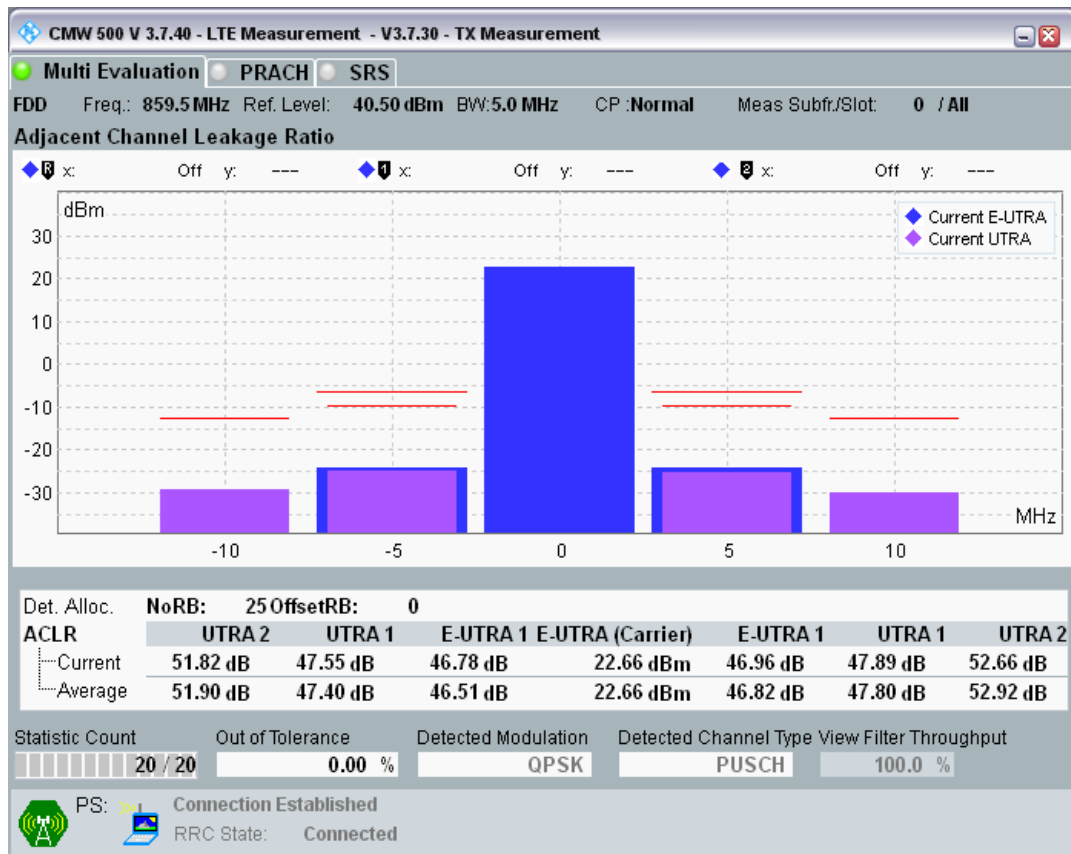 CMW 500 V 3.7.40 - LTE Measurement - V3.7.30 - TX Measurement
Multi Evaluation PRACH SRS
FDD Freq.: 859.5 MHz Ref. Level: 40.50 dBm BW:5.0 MHz CP :Normal Meas Subfr./Slot: 0 / All
Adjacent Channel Leakage Ratio
R x: Off y: --- 1 x: Off y: --- 2 x: Off y: ---
dBm
Current E-UTRA
Current UTRA
30
20
10
0
-10
-20
-30
MHz
-10 -5 0 5 10
Det. Alloc. NoRB: 25 OffsetRB: 0
ACLR UTRA 2 UTRA 1 E-UTRA 1 E-UTRA (Carrier) E-UTRA 1 UTRA 1 UTRA 2
Current 51.82 dB 47.55 dB 46.78 dB 22.66 dBm 46.96 dB 47.89 dB 52.66 dB
Average 51.90 dB 47.40 dB 46.51 dB 22.66 dBm 46.82 dB 47.80 dB 52.92 dB
Statistic Count Out of Tolerance Detected Modulation Detected Channel Type View Filter Throughput
20 / 20 0.00 % QPSK PUSCH 100.0 %
PS: Connection Established
RRC State: Connected